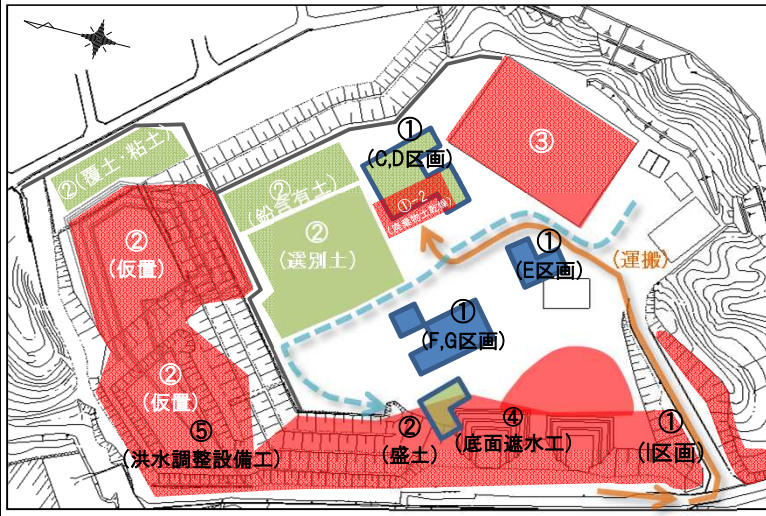 ①
(C,D区画)
③
②(覆土・粘土)
②
(鉛含有土)
①-2
(廃棄物土乾燥)
②
(仮置)
②
(選別土)
①
(E区画)
(運搬)
①
(F,G区画)
②
(仮置)
⑤
(洪水調整設備工)
②
(盛土)
④
(底面遮水工)
①
(I区画)